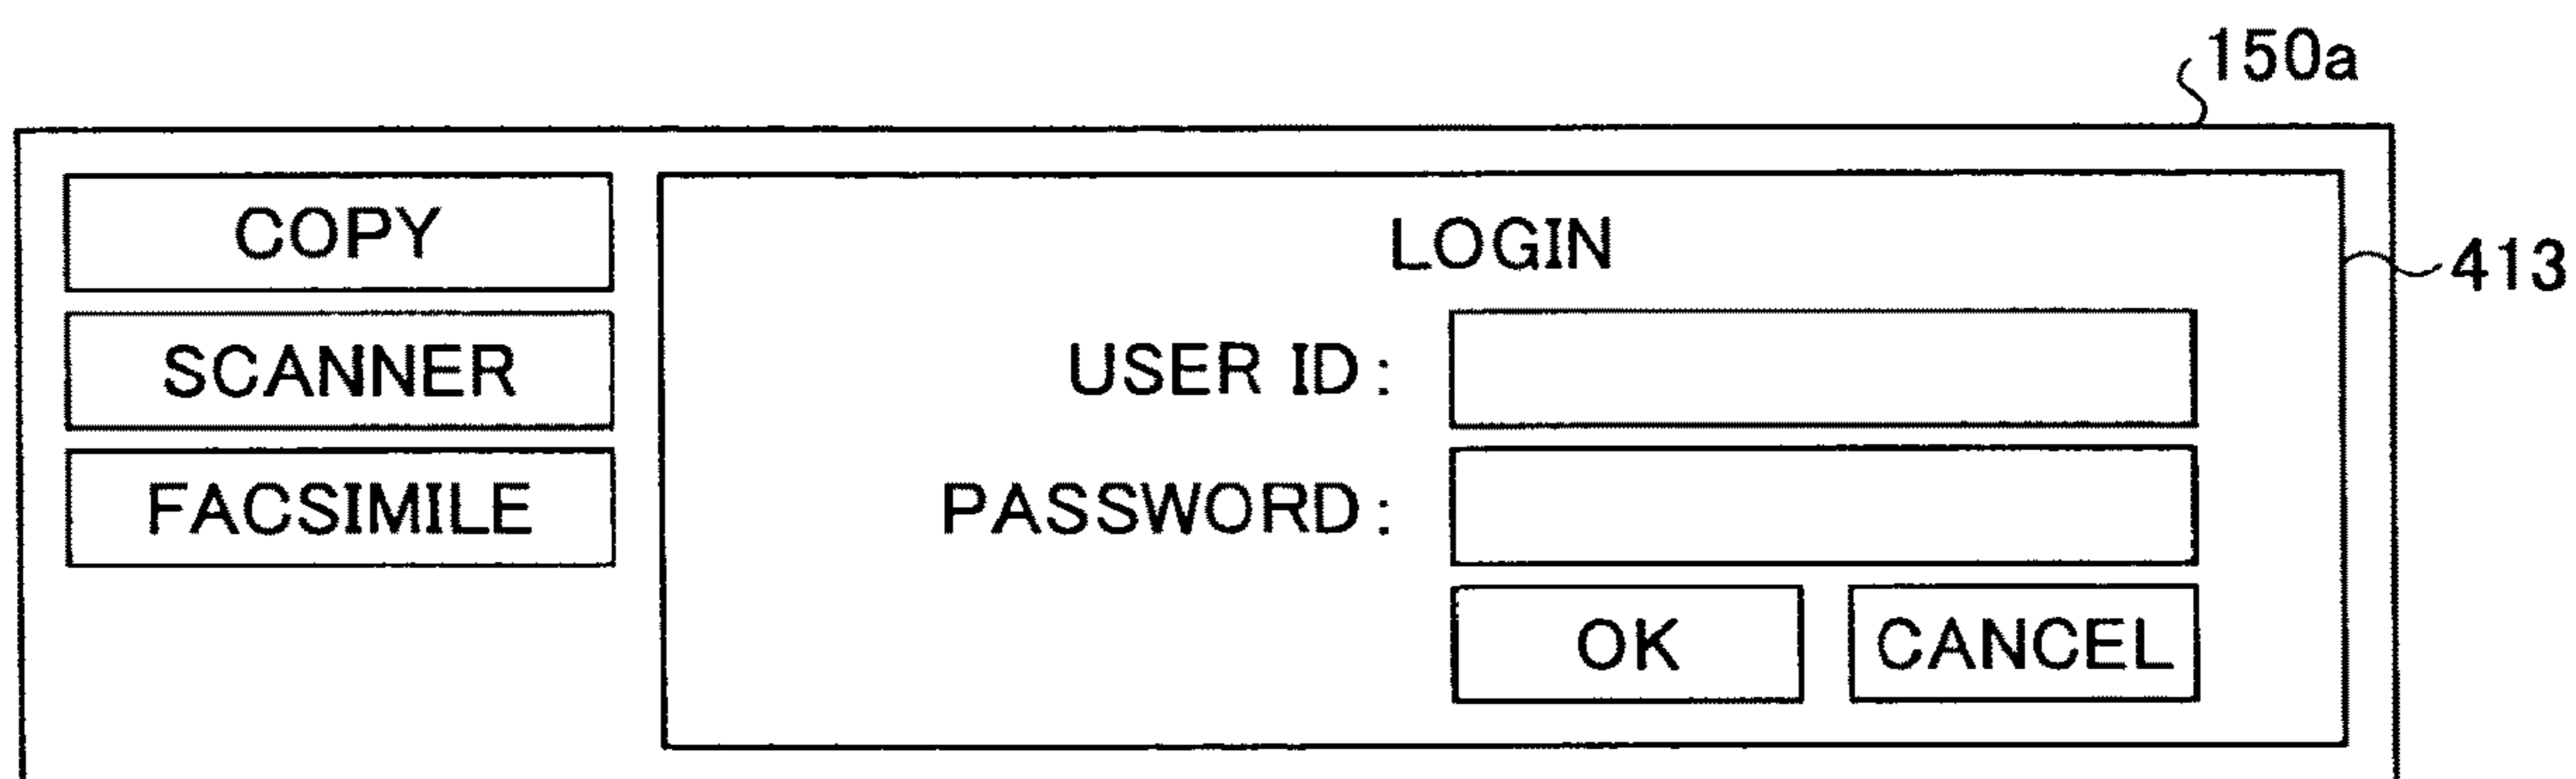 150a
COPY
SCANNER
FACSIMILE
LOGIN
413
USER ID :
PASSWORD :
OK
CANCEL